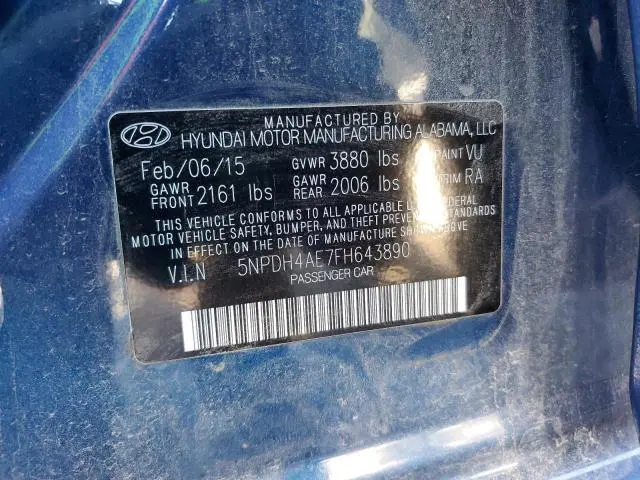 MANUFACTURED BY
HYUNDAI MOTOR MANUFACTURING ALABAMA, LLC
Feb/06/15 GVWR 3880 lbs PAINT VU
GAWR FRONT 2161 lbs GAWR REAR 2006 lbs TRIM RA
THIS VEHICLE CONFORMS TO ALL APPLICABLE U.S. FEDERAL
MOTOR VEHICLE SAFETY, BUMPER, AND THEFT PREVENTION STANDARDS
IN EFFECT ON THE DATE OF MANUFACTURE SHOWN ABOVE
V.I.N 5NPDH4AE7FH643890
PASSENGER CAR